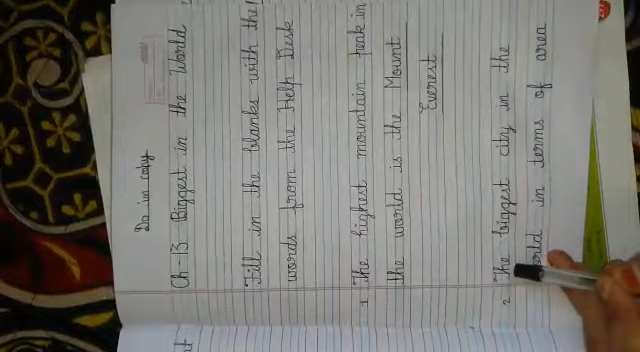 Do in copy
Ch-13 Biggest in the World
Fill in the blanks with the
words from the Help Desk
1 The highest mountain peak in
the world is the Mount
Everest
2 The biggest city in the
world in terms of area